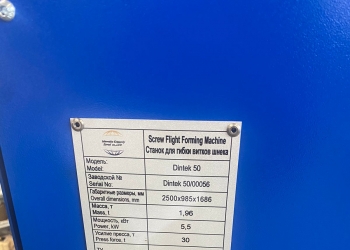 Screw Flight Forming Machine
Станок для гибки витков шнека
Модель:
Model:
Dintek 50
Заводской №
Serial No:
Dintek 50/00056
Габаритные размеры, мм
Overall dimensions, mm
2500x985x1686
Масса, т
Mass, t
1,96
Мощность, кВт
Power, kW
5,5
Усилие пресса, т
Press force, t
30